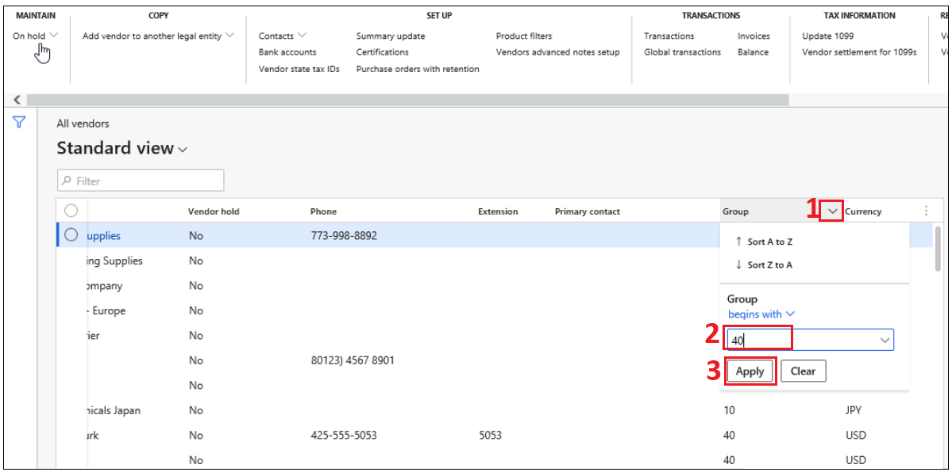 MAINTAIN COPY SET UP TRANSACTIONS TAX INFORMATION RE
On hold Add vendor to another legal entity Contacts Summary update Product filters Transactions Invoices Update 1099 V
Bank accounts Certifications Vendors advanced notes setup Global transactions Balance Vendor settlement for 1099s V
Vendor state tax IDs Purchase orders with retention
All vendors
Standard view
Filter
Vendor hold Phone Extension Primary contact Group 1 Currency
upplies No 773-998-8892
ing Supplies No
ompany No
- Europe No
ier No
No 80123) 4567 8901
No
nicals Japan No 10 JPY
urk No 425-555-5053 5053 40 USD
No 40 USD
↑ Sort A to Z
↓ Sort Z to A
Group
begins with
2 40
3 Apply Clear